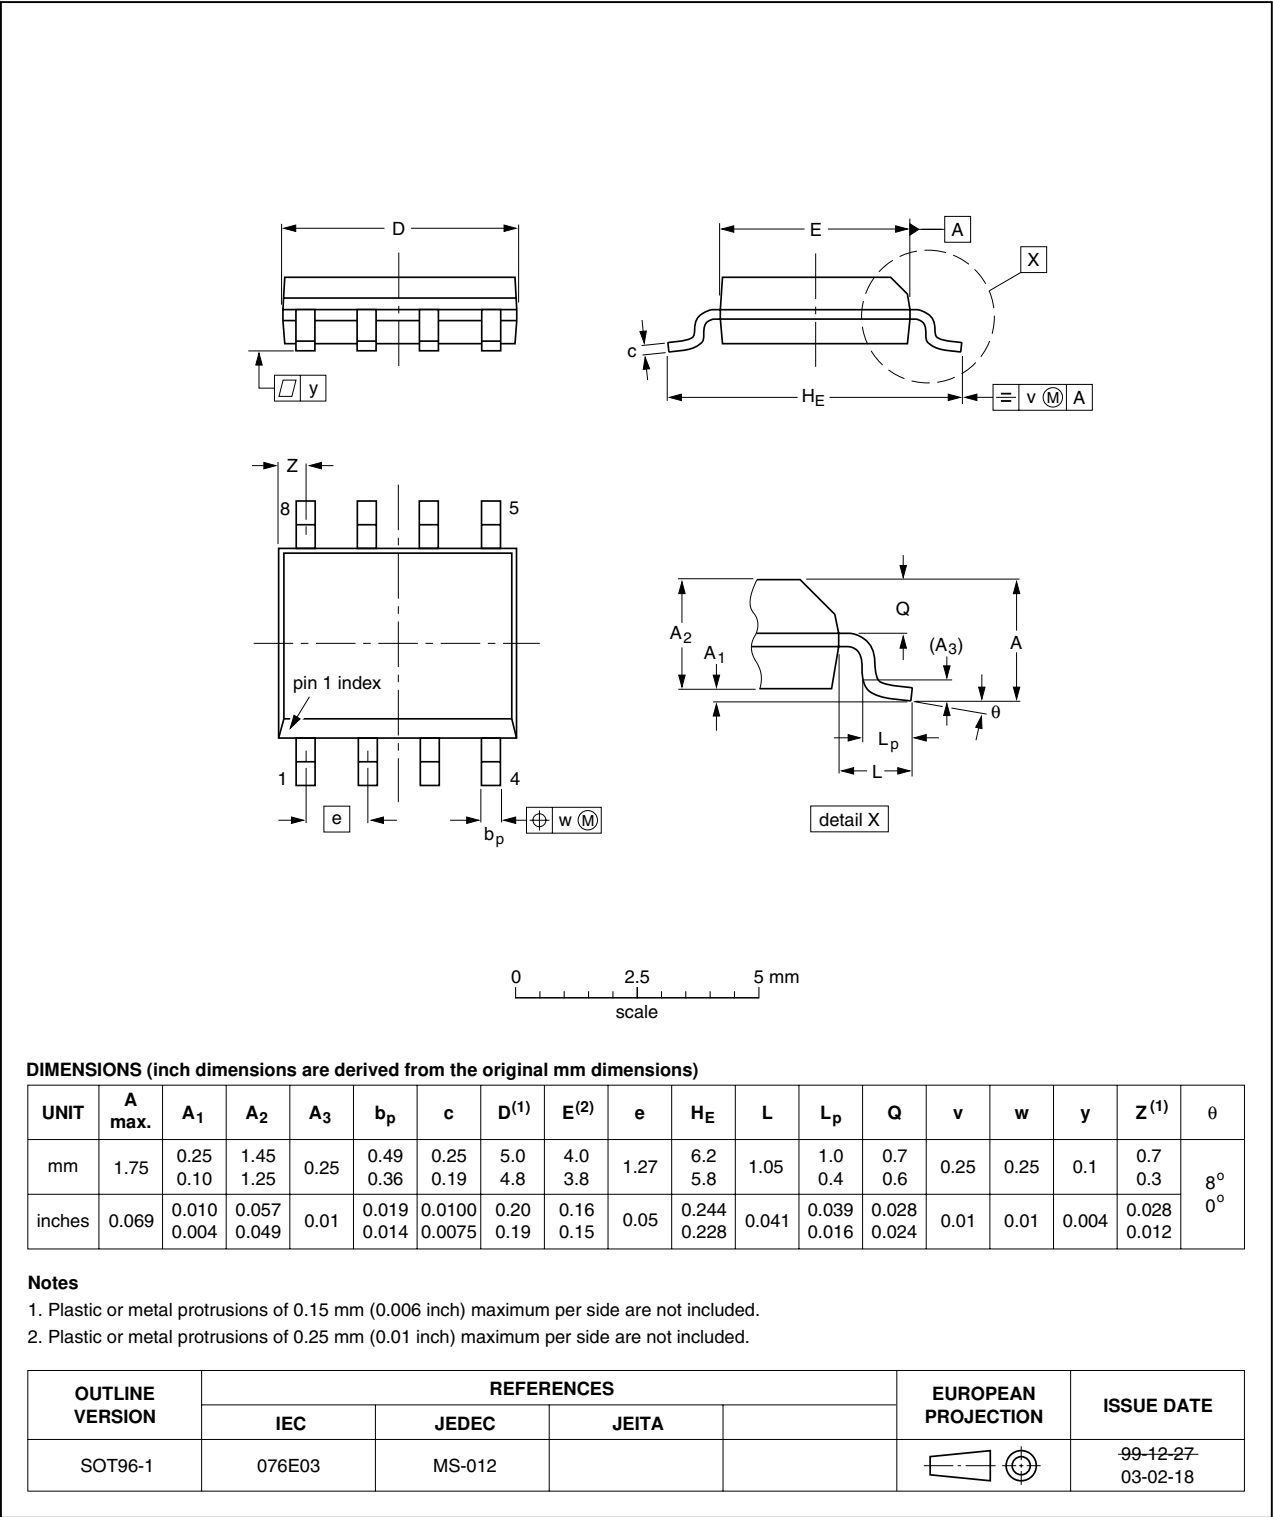 D
E
A
X
c
y
HE
v M A
Z
8
5
pin 1 index
1
4
e
bp
w M
A2
A1
Q
(A3)
A
θ
Lp
L
detail X
0 2.5 5 mm
scale
DIMENSIONS (inch dimensions are derived from the original mm dimensions)
UNIT A max. A1 A2 A3 bp c D(1) E(2) e HE L Lp Q v w y Z(1) θ
mm 1.75 0.25 0.10 1.45 1.25 0.25 0.49 0.36 0.25 0.19 5.0 4.8 4.0 3.8 1.27 6.2 5.8 1.05 1.0 0.4 0.7 0.6 0.25 0.25 0.1 0.7 0.3 8° 0°
inches 0.069 0.010 0.004 0.057 0.049 0.01 0.019 0.014 0.0100 0.0075 0.20 0.19 0.16 0.15 0.05 0.244 0.228 0.041 0.039 0.016 0.028 0.024 0.01 0.01 0.004 0.028 0.012
Notes
1. Plastic or metal protrusions of 0.15 mm (0.006 inch) maximum per side are not included.
2. Plastic or metal protrusions of 0.25 mm (0.01 inch) maximum per side are not included.
OUTLINE VERSION REFERENCES EUROPEAN PROJECTION ISSUE DATE
IEC JEDEC JEITA
SOT96-1 076E03 MS-012 99-12-27
03-02-18